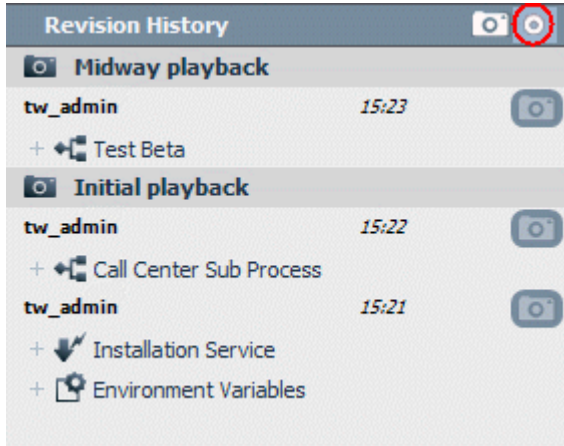 Revision History
Midway playback
tw_admin 15:23
Test Beta
Initial playback
tw_admin 15:22
Call Center Sub Process
tw_admin 15:21
Installation Service
Environment Variables